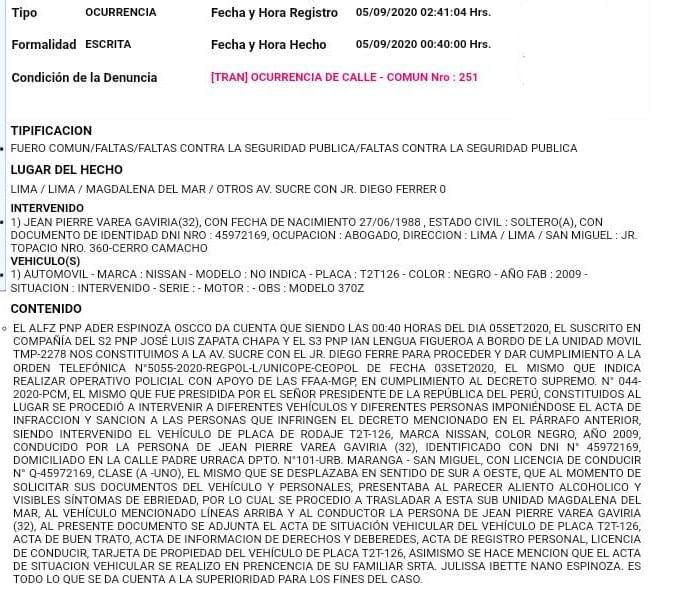 Tipo OCURRENCIA Fecha y Hora Registro 05/09/2020 02:41:04 Hrs.
Formalidad ESCRITA Fecha y Hora Hecho 05/09/2020 00:40:00 Hrs.
Condición de la Denuncia [TRAN] OCURRENCIA DE CALLE - COMUN Nro : 251
TIPIFICACION
• FUERO COMUN/FALTAS/FALTAS CONTRA LA SEGURIDAD PUBLICA/FALTAS CONTRA LA SEGURIDAD PUBLICA
LUGAR DEL HECHO
LIMA / LIMA / MAGDALENA DEL MAR / OTROS AV. SUCRE CON JR. DIEGO FERRER 0
INTERVENIDO
• 1) JEAN PIERRE VAREA GAVIRIA(32), CON FECHA DE NACIMIENTO 27/06/1988 , ESTADO CIVIL : SOLTERO(A), CON
DOCUMENTO DE IDENTIDAD DNI NRO : 45972169, OCUPACION : ABOGADO, DIRECCION : LIMA / LIMA / SAN MIGUEL : JR.
TOPACIO NRO. 360-CERRO CAMACHO
VEHICULO(S)
• 1) AUTOMOVIL - MARCA : NISSAN - MODELO : NO INDICA - PLACA : T2T126 - COLOR : NEGRO - AÑO FAB : 2009 -
SITUACION : INTERVENIDO - SERIE : - MOTOR : - OBS : MODELO 370Z
CONTENIDO
◦ EL ALFZ PNP ADER ESPINOZA OSCCO DA CUENTA QUE SIENDO LAS 00:40 HORAS DEL DIA 05SET2020, EL SUSCRITO EN
COMPAÑÍA DEL S2 PNP JOSÉ LUIS ZAPATA CHAPA Y EL S3 PNP IAN LENGUA FIGUEROA A BORDO DE LA UNIDAD MOVIL
TMP-2278 NOS CONSTITUIMOS A LA AV. SUCRE CON EL JR. DIEGO FERRE PARA PROCEDER Y DAR CUMPLIMIENTO A LA
ORDEN TELEFÓNICA N°5055-2020-REGPOL-L/UNICOPE-CEOPOL DE FECHA 03SET2020, EL MISMO QUE INDICA
REALIZAR OPERATIVO POLICIAL CON APOYO DE LAS FFAA-MGP, EN CUMPLIMIENTO AL DECRETO SUPREMO. N° 044-
2020-PCM, EL MISMO QUE FUE PRESIDIDA POR EL SEÑOR PRESIDENTE DE LA REPÚBLICA DEL PERÚ, CONSTITUIDOS AL
LUGAR SE PROCEDIÓ A INTERVENIR A DIFERENTES VEHÍCULOS Y DIFERENTES PERSONAS IMPONIÉNDOSE EL ACTA DE
INFRACCION Y SANCION A LAS PERSONAS QUE INFRINGEN EL DECRETO MENCIONADO EN EL PÁRRAFO ANTERIOR,
SIENDO INTERVENIDO EL VEHÍCULO DE PLACA DE RODAJE T2T-126, MARCA NISSAN, COLOR NEGRO, AÑO 2009,
CONDUCIDO POR LA PERSONA DE JEAN PIERRE VAREA GAVIRIA (32), IDENTIFICADO CON DNI N° 45972169,
DOMICILIADO EN LA CALLE PADRE URRACA DPTO. N°101-URB. MARANGA - SAN MIGUEL, CON LICENCIA DE CONDUCIR
N° Q-45972169, CLASE (A -UNO), EL MISMO QUE SE DESPLAZABA EN SENTIDO DE SUR A OESTE, QUE AL MOMENTO DE
SOLICITAR SUS DOCUMENTOS DEL VEHÍCULO Y PERSONALES, PRESENTABA AL PARECER ALIENTO ALCOHOLICO Y
VISIBLES SÍNTOMAS DE EBRIEDAD, POR LO CUAL SE PROCEDIO A TRASLADAR A ESTA SUB UNIDAD MAGDALENA DEL
MAR, AL VEHÍCULO MENCIONADO LÍNEAS ARRIBA Y AL CONDUCTOR LA PERSONA DE JEAN PIERRE VAREA GAVIRIA
(32), AL PRESENTE DOCUMENTO SE ADJUNTA EL ACTA DE SITUACIÓN VEHICULAR DEL VEHÍCULO DE PLACA T2T-126,
ACTA DE BUEN TRATO, ACTA DE INFORMACION DE DERECHOS Y DEBEREDES, ACTA DE REGISTRO PERSONAL, LICENCIA
DE CONDUCIR, TARJETA DE PROPIEDAD DEL VEHÍCULO DE PLACA T2T-126, ASIMISMO SE HACE MENCION QUE EL ACTA
DE SITUACION VEHICULAR SE REALIZO EN PRENCENCIA DE SU FAMILIAR SRTA. JULISSA IBETTE NANO ESPINOZA. ES
TODO LO QUE SE DA CUENTA A LA SUPERIORIDAD PARA LOS FINES DEL CASO.